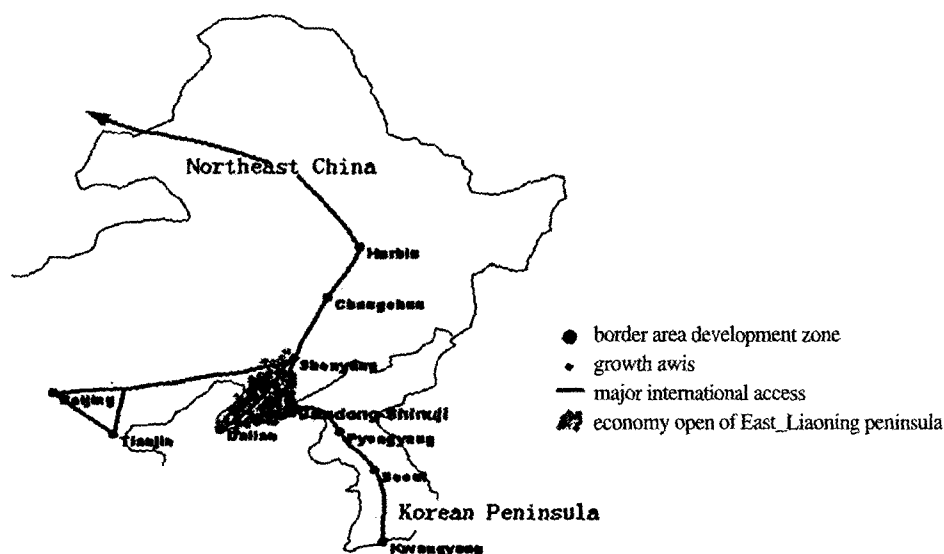 Northeast China
Harbin
Changchun
Shenyang
Beijing
Tianjin
Dalian
Dandong-Shinuji
Pyongyang
Seoul
Korean Peninsula
Kwangyang
border area development zone
growth awis
major international access
economy open of East_Liaoning peninsula